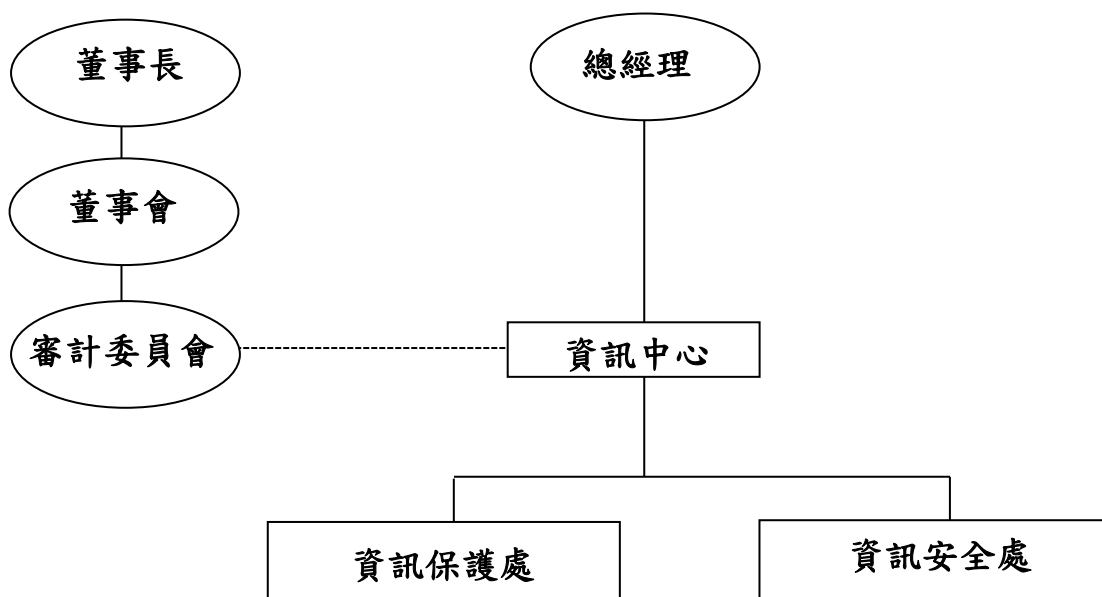 董事長
總經理
董事會
審計委員會
資訊中心
資訊保護處
資訊安全處